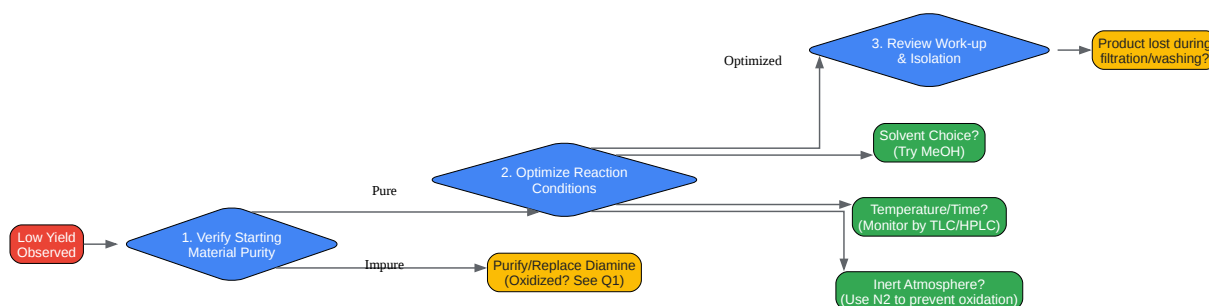 Low Yield
Observed
1. Verify Starting
Material Purity
Pure
Impure
Purify/Replace Diamine
(Oxidized? See Q1)
2. Optimize Reaction
Conditions
Optimized
3. Review Work-up
& Isolation
Product lost during
filtration/washing?
Solvent Choice?
(Try MeOH)
Temperature/Time?
(Monitor by TLC/HPLC)
Inert Atmosphere?
(Use N2 to prevent oxidation)